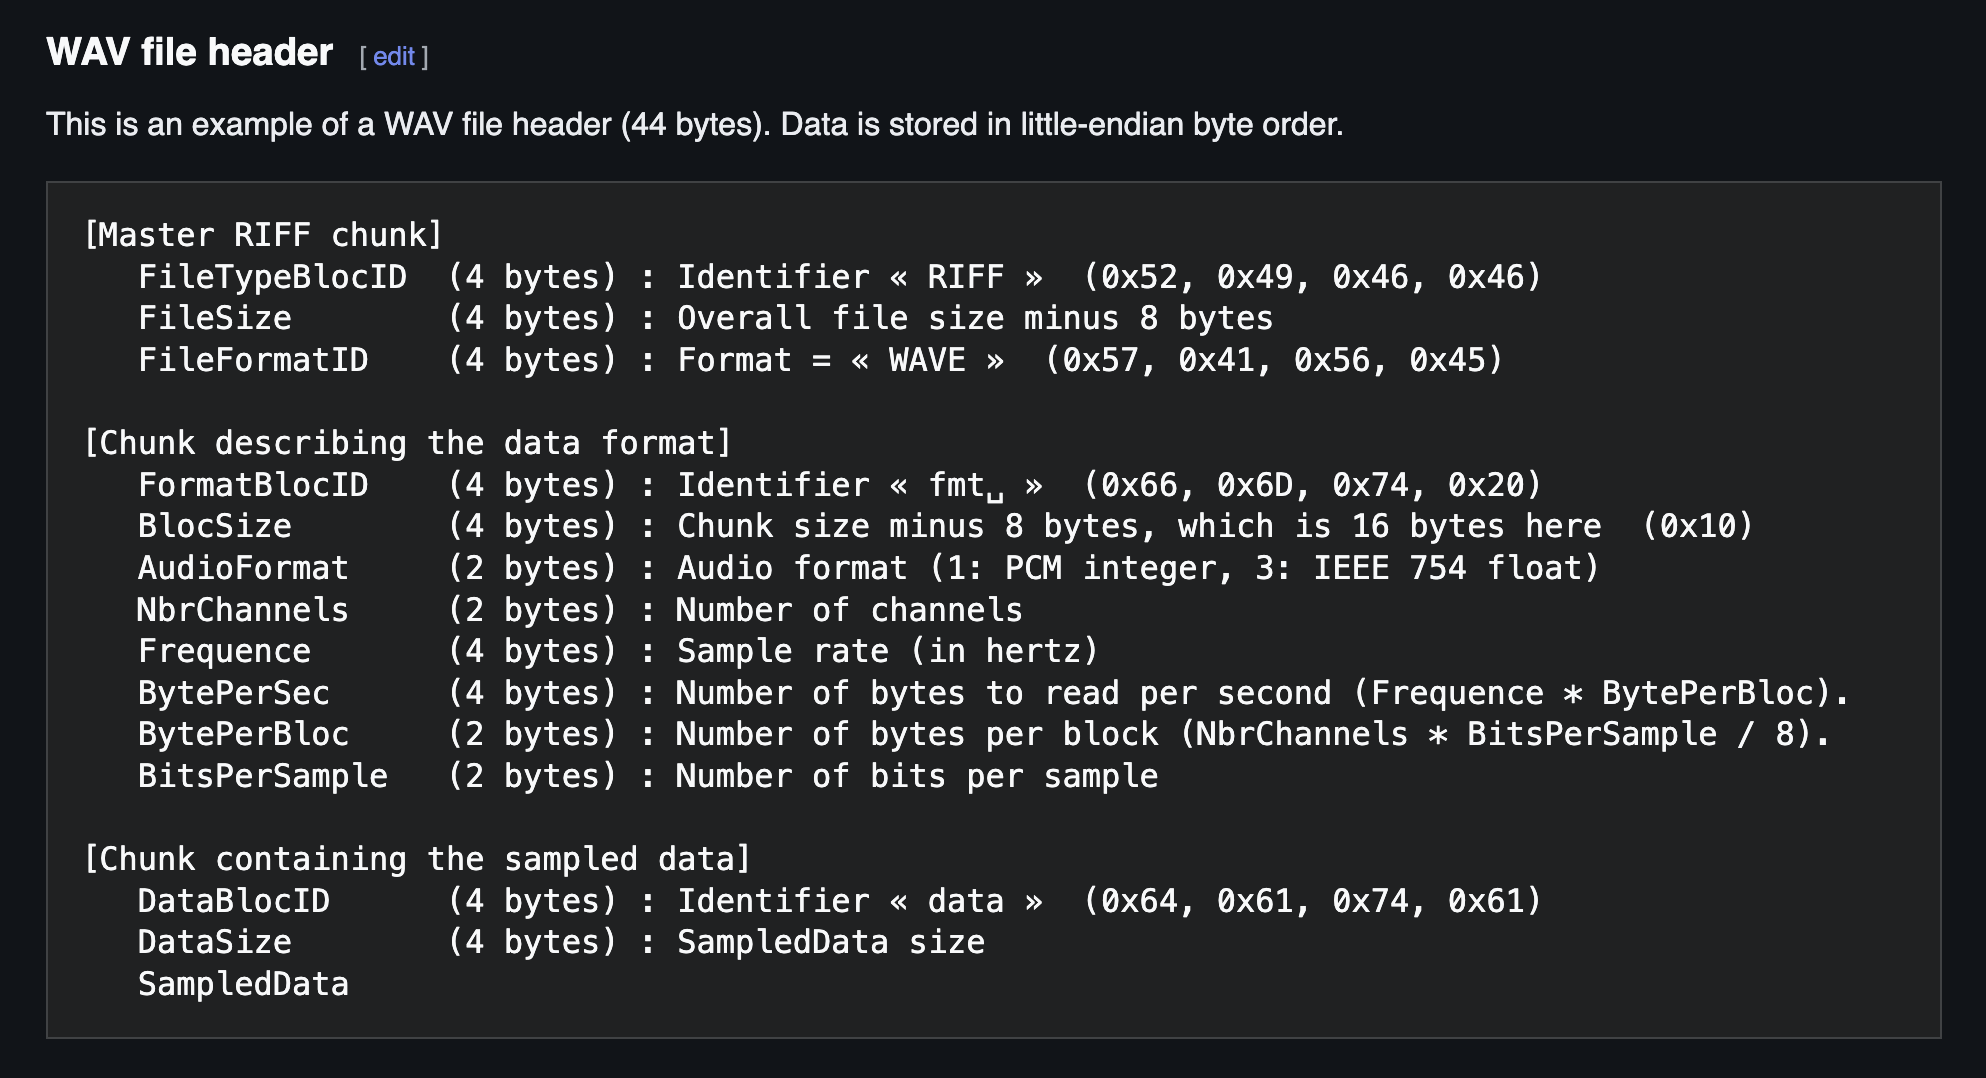 WAV file header [ edit ]
This is an example of a WAV file header (44 bytes). Data is stored in little-endian byte order.
[Master RIFF chunk]
   FileTypeBlocID  (4 bytes) : Identifier « RIFF »  (0x52, 0x49, 0x46, 0x46)
   FileSize        (4 bytes) : Overall file size minus 8 bytes
   FileFormatID    (4 bytes) : Format = « WAVE »  (0x57, 0x41, 0x56, 0x45)
[Chunk describing the data format]
   FormatBlocID    (4 bytes) : Identifier « fmt␣ »  (0x66, 0x6D, 0x74, 0x20)
   BlocSize        (4 bytes) : Chunk size minus 8 bytes, which is 16 bytes here  (0x10)
   AudioFormat     (2 bytes) : Audio format (1: PCM integer, 3: IEEE 754 float)
   NbrChannels     (2 bytes) : Number of channels
   Frequence       (4 bytes) : Sample rate (in hertz)
   BytePerSec      (4 bytes) : Number of bytes to read per second (Frequence * BytePerBloc).
   BytePerBloc     (2 bytes) : Number of bytes per block (NbrChannels * BitsPerSample / 8).
   BitsPerSample   (2 bytes) : Number of bits per sample
[Chunk containing the sampled data]
   DataBlocID      (4 bytes) : Identifier « data »  (0x64, 0x61, 0x74, 0x61)
   DataSize        (4 bytes) : SampledData size
   SampledData